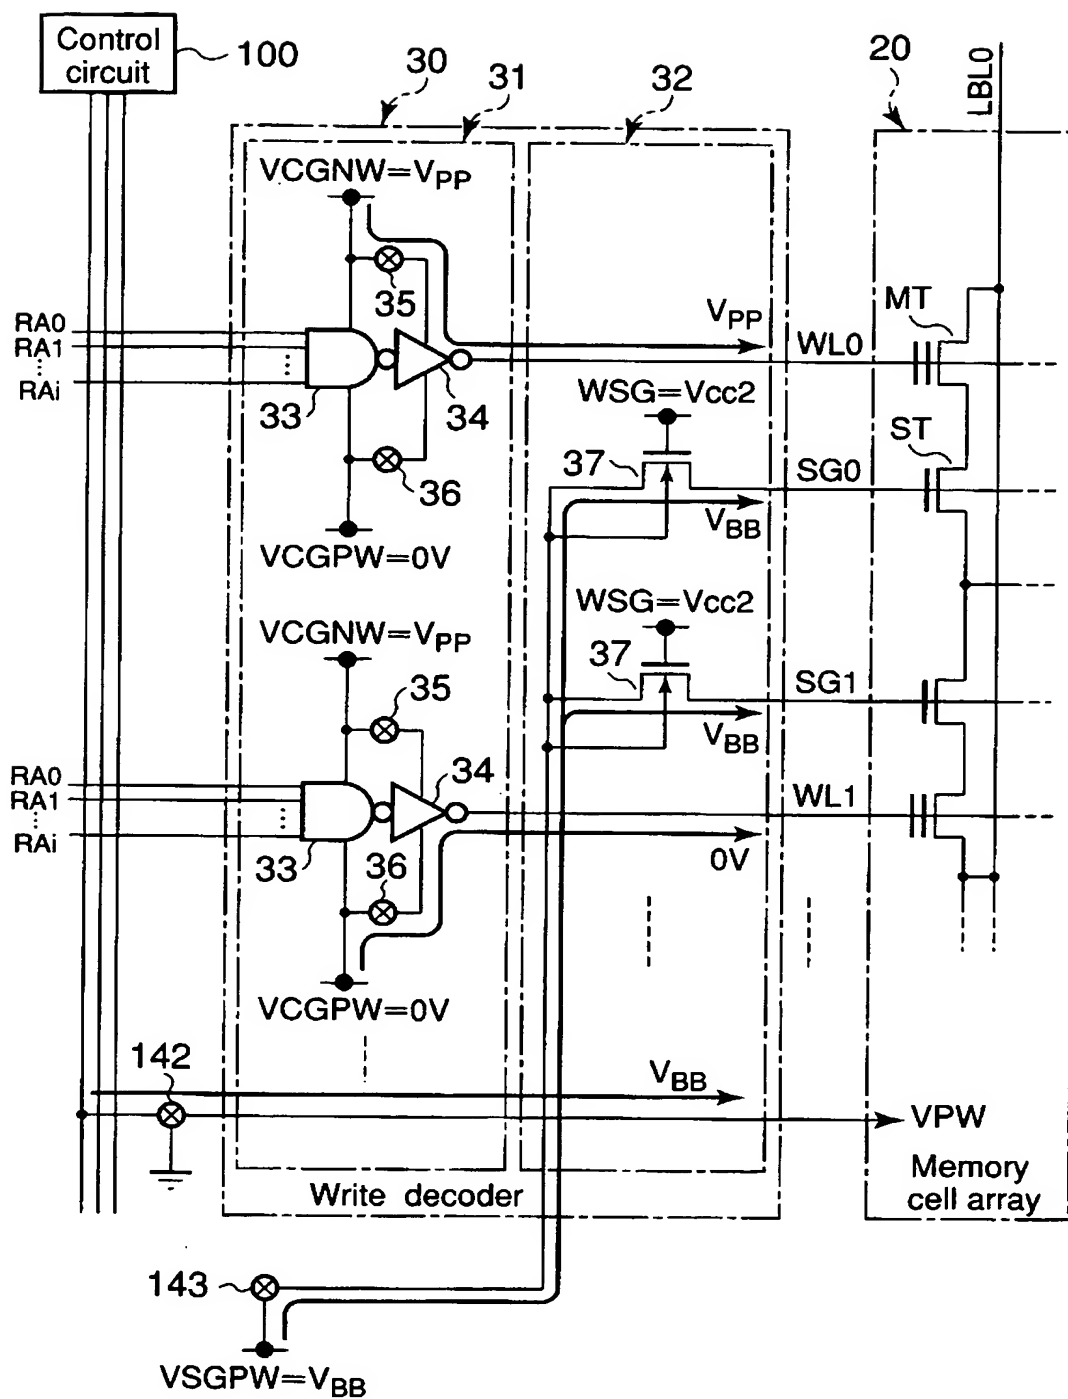 Control
circuit
100
30
31
32
20
LBL0
VCGNW=VPP
35
RA0
RA1
RAi
33
34
36
VCGPW=0V
VPP
WL0
MT
WSG=Vcc2
37
ST
SG0
VBB
WSG=Vcc2
37
SG1
VBB
VCGNW=VPP
35
RA0
RA1
RAi
33
34
36
VCGPW=0V
WL1
0V
142
VBB
VPW
Memory
cell array
Write decoder
143
VSGPW=VBB